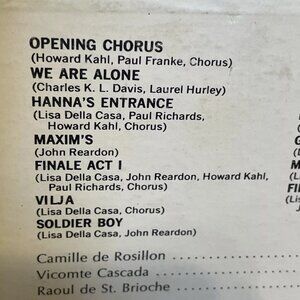 OPENING CHORUS
(Howard Kahl, Paul Franke, Chorus)
WE ARE ALONE
(Charles K. L. Davis, Laurel Hurley)
HANNA'S ENTRANCE
(Lisa Della Casa, Paul Richards,
Howard Kahl, Chorus)
MAXIM'S
(John Reardon)
FINALE ACT I
(Lisa Della Casa, John Reardon, Howard Kahl,
Paul Richards, Chorus)
VILJA
(Lisa Della Casa, Chorus)
SOLDIER BOY
(Lisa Della Casa, John Reardon)
Camille de Rosillon
Vicomte Cascada
Raoul de St. Brioche